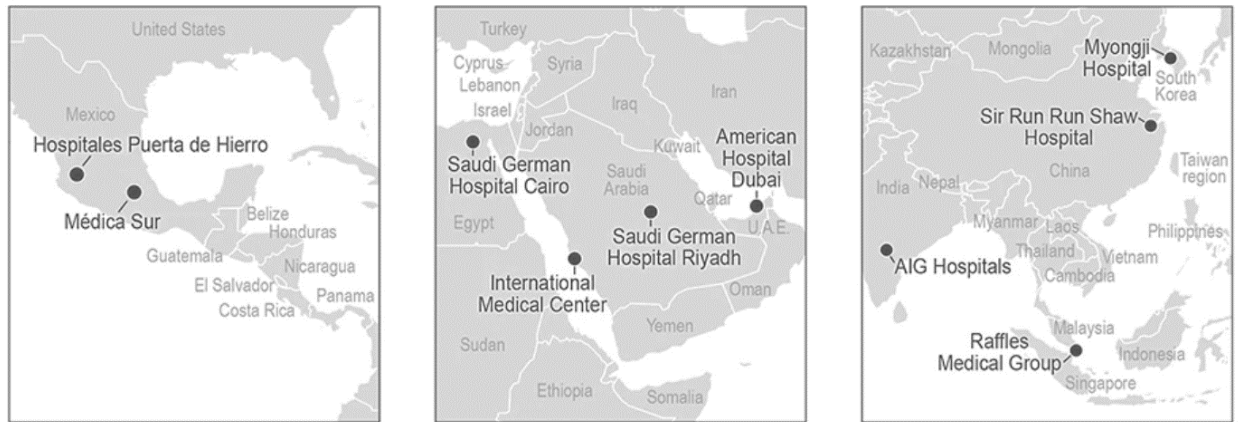 United States
Mexico
Hospitales Puerta de Hierro
Médica Sur
Belize
Honduras
Guatemala
Nicaragua
El Salvador
Panama
Costa Rica
Turkey
Cyprus
Syria
Lebanon
Israel
Iraq
Iran
Jordan
Kuwait
American
Hospital
Dubai
Saudi German
Hospital Cairo
Saudi
Arabia
Qatar
Egypt
U.A.E.
Saudi German
Hospital Riyadh
International
Medical Center
Oman
Yemen
Sudan
Ethiopia
Somalia
Kazakhstan
Mongolia
Myongji
Hospital
South
Korea
Sir Run Run Shaw
Hospital
China
Taiwan
region
India
Nepal
Myanmar
Laos
Philippines
Thailand
Vietnam
Cambodia
AIG Hospitals
Malaysia
Raffles
Medical Group
Indonesia
Singapore